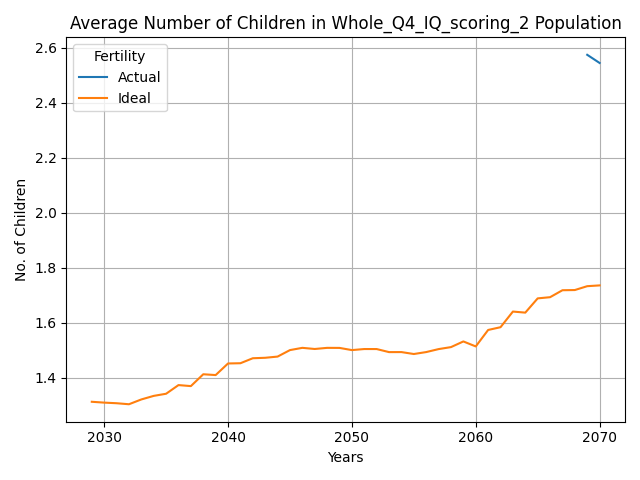 Average Number of Children in Whole_Q4_IQ_scoring_2 Population
Fertility
Actual
Ideal
No. of Children
2.6
2.4
2.2
2.0
1.8
1.6
1.4
2030 2040 2050 2060 2070
Years